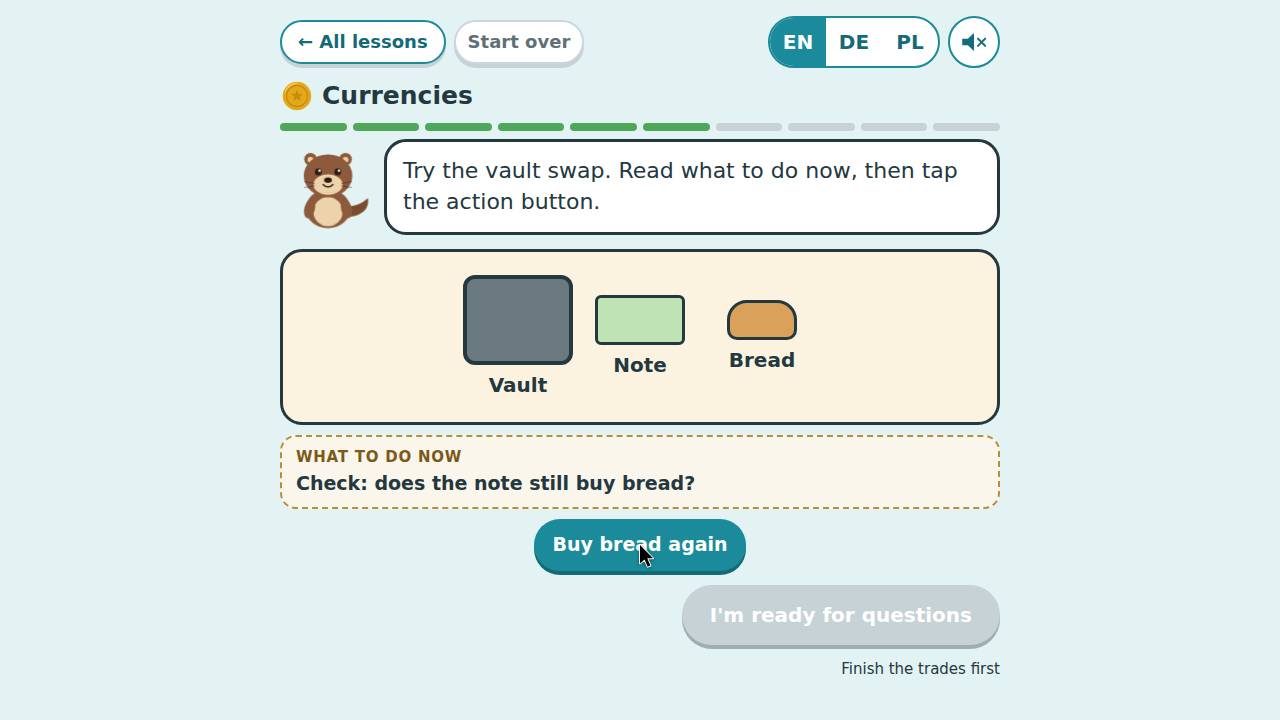 ← All lessons
Start over
EN DE PL
Currencies
Try the vault swap. Read what to do now, then tap
the action button.
Vault
Note
Bread
WHAT TO DO NOW
Check: does the note still buy bread?
Buy bread again
I'm ready for questions
Finish the trades first